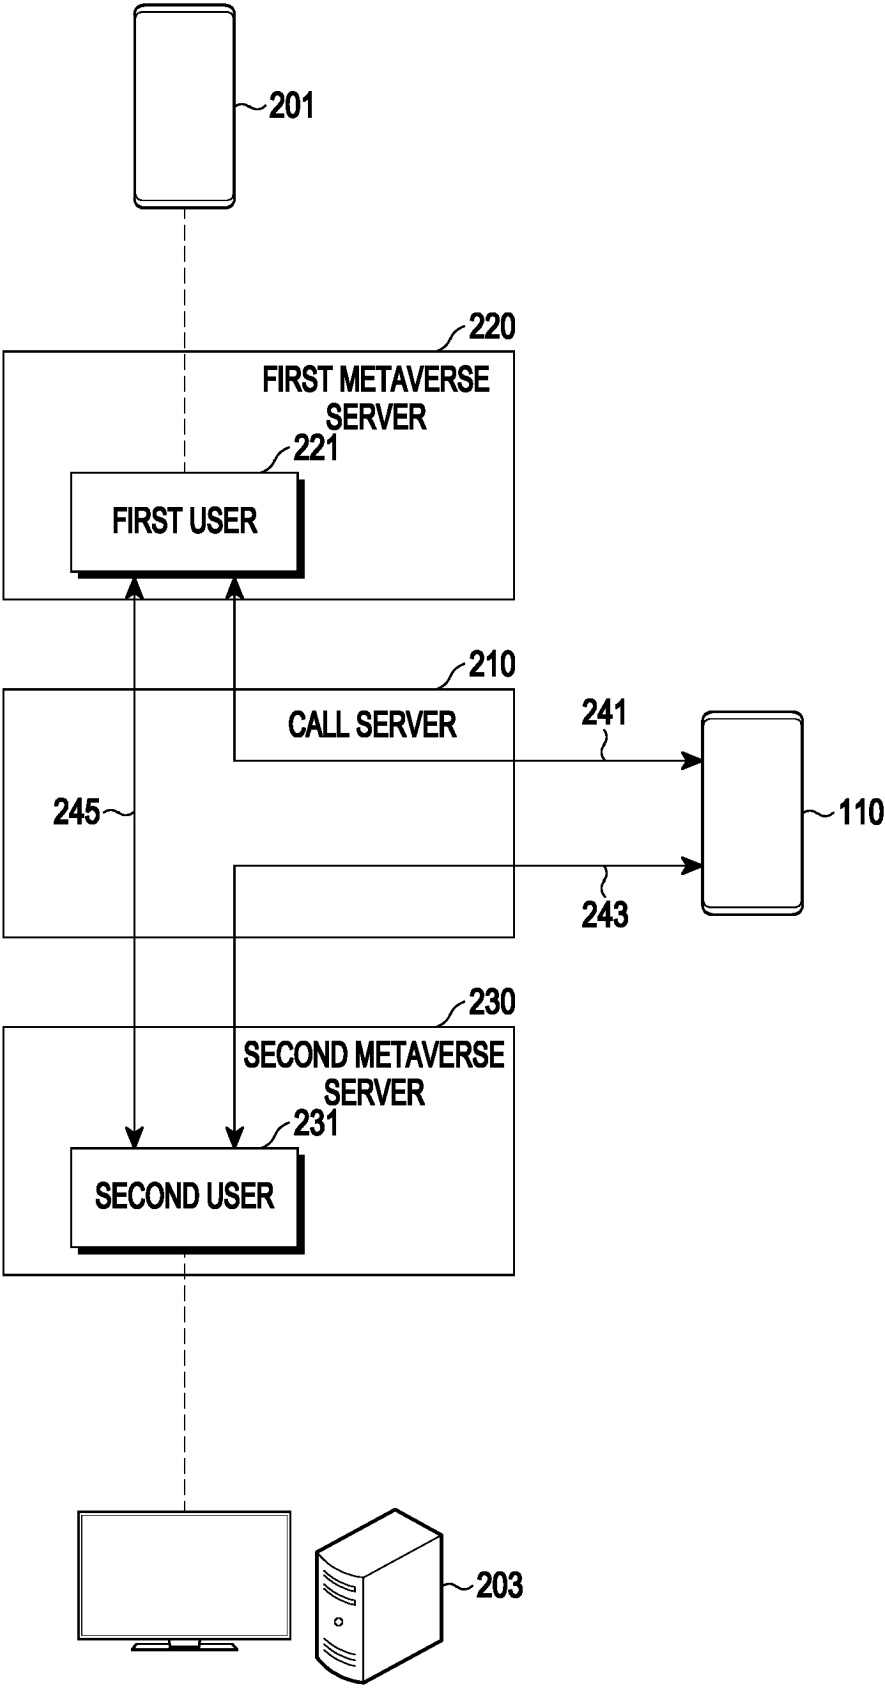 201
220
FIRST METAVERSE
SERVER
221
FIRST USER
210
CALL SERVER
241
245
110
243
230
SECOND METAVERSE
SERVER
231
SECOND USER
203